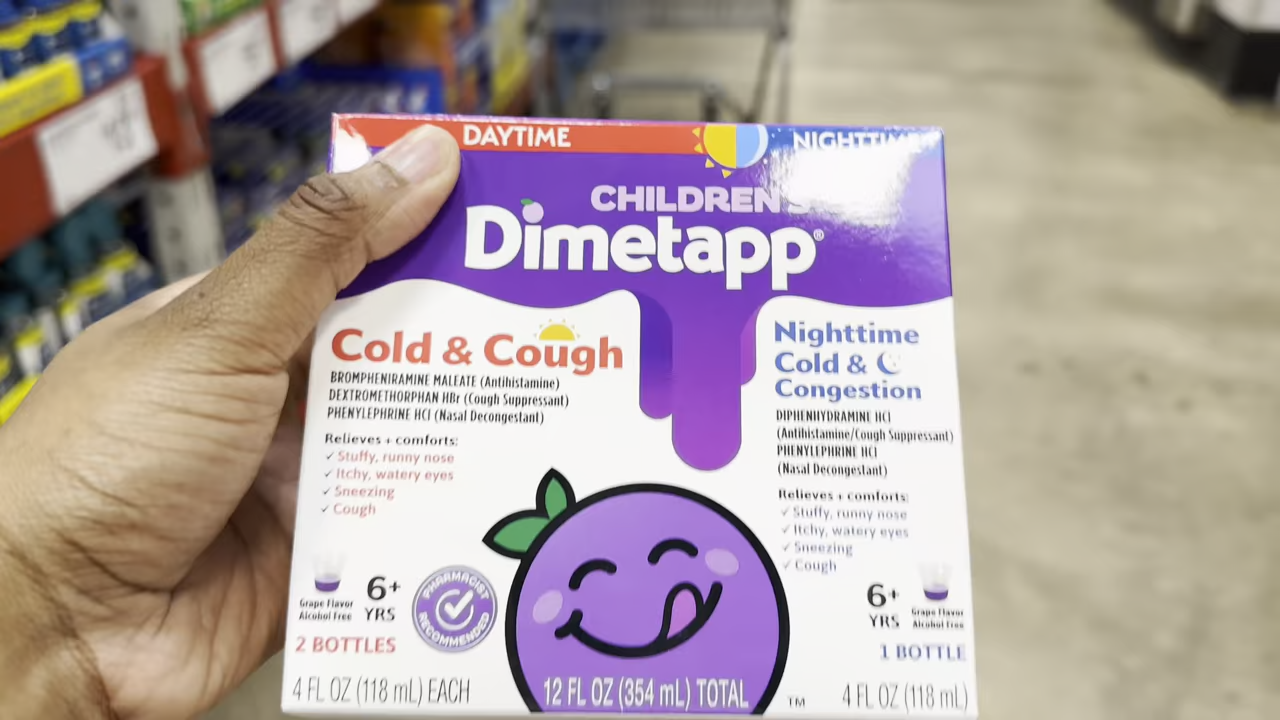 DAYTIME
NIGHTTIME
CHILDREN'S
Dimetapp®
Cold & Cough
BROMPHENIRAMINE MALEATE (Antihistamine)
DEXTROMETHORPHAN HBr (Cough Suppressant)
PHENYLEPHRINE HCl (Nasal Decongestant)
Relieves + comforts:
✓ Stuffy, runny nose
✓ Itchy, watery eyes
✓ Sneezing
✓ Cough
Grape Flavor
Alcohol Free
6+
YRS
PHARMACIST
RECOMMENDED
2 BOTTLES
4 FL OZ (118 mL) EACH
12 FL OZ (354 mL) TOTAL
™
Nighttime
Cold &
Congestion
DIPHENHYDRAMINE HCl
(Antihistamine/Cough Suppressant)
PHENYLEPHRINE HCl
(Nasal Decongestant)
Relieves + comforts:
✓ Stuffy, runny nose
✓ Itchy, watery eyes
✓ Sneezing
✓ Cough
6+
YRS
Grape Flavor
Alcohol Free
1 BOTTLE
4 FL OZ (118 mL)